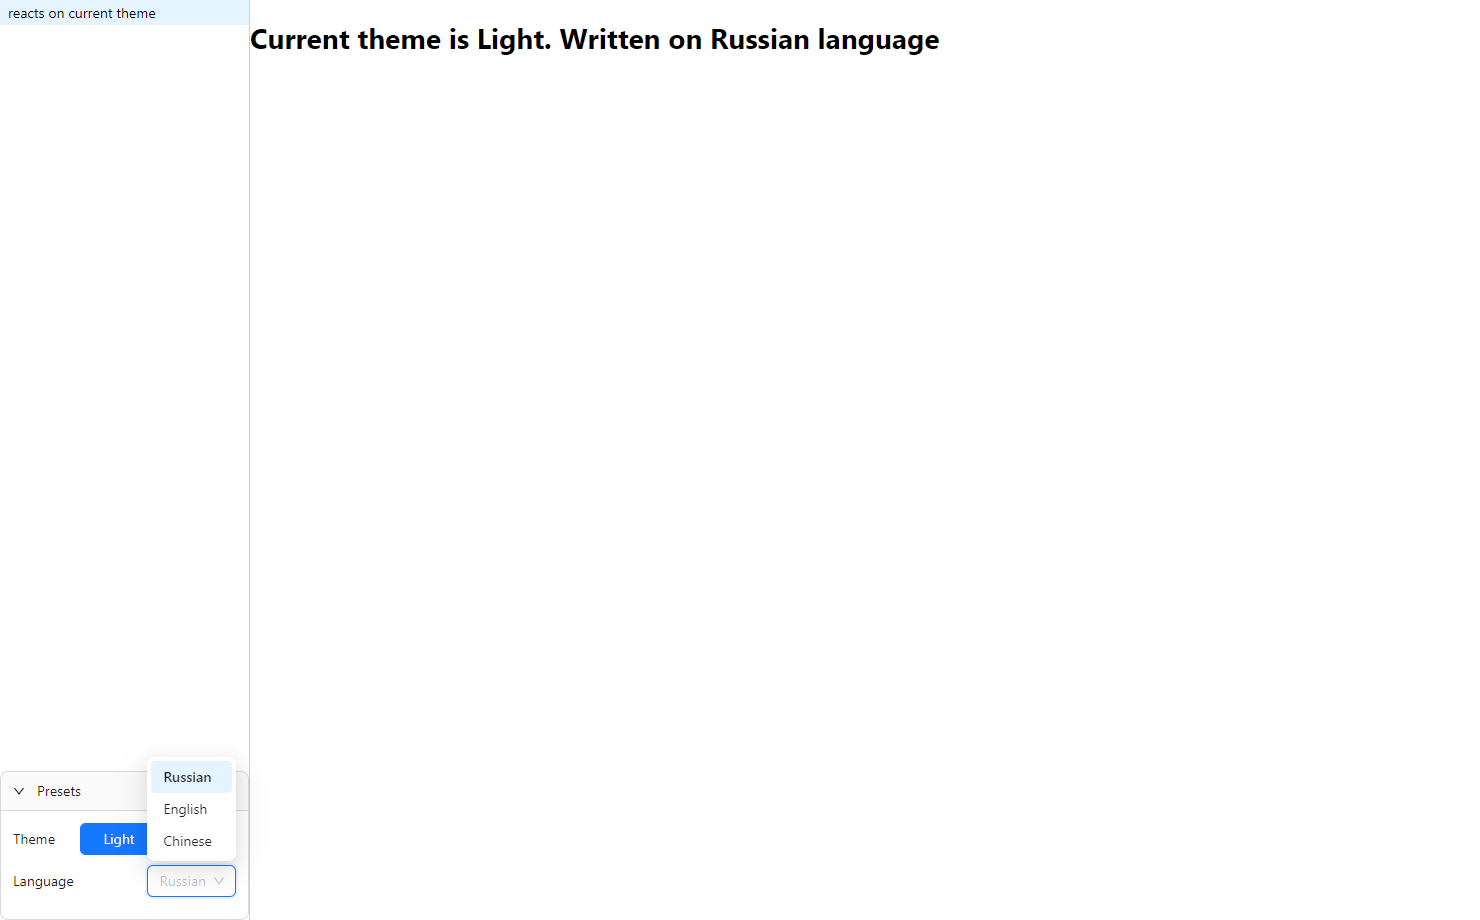 reacts on current theme
Current theme is Light. Written on Russian language
Presets
Russian
English
Chinese
Theme
Light
Language
Russian